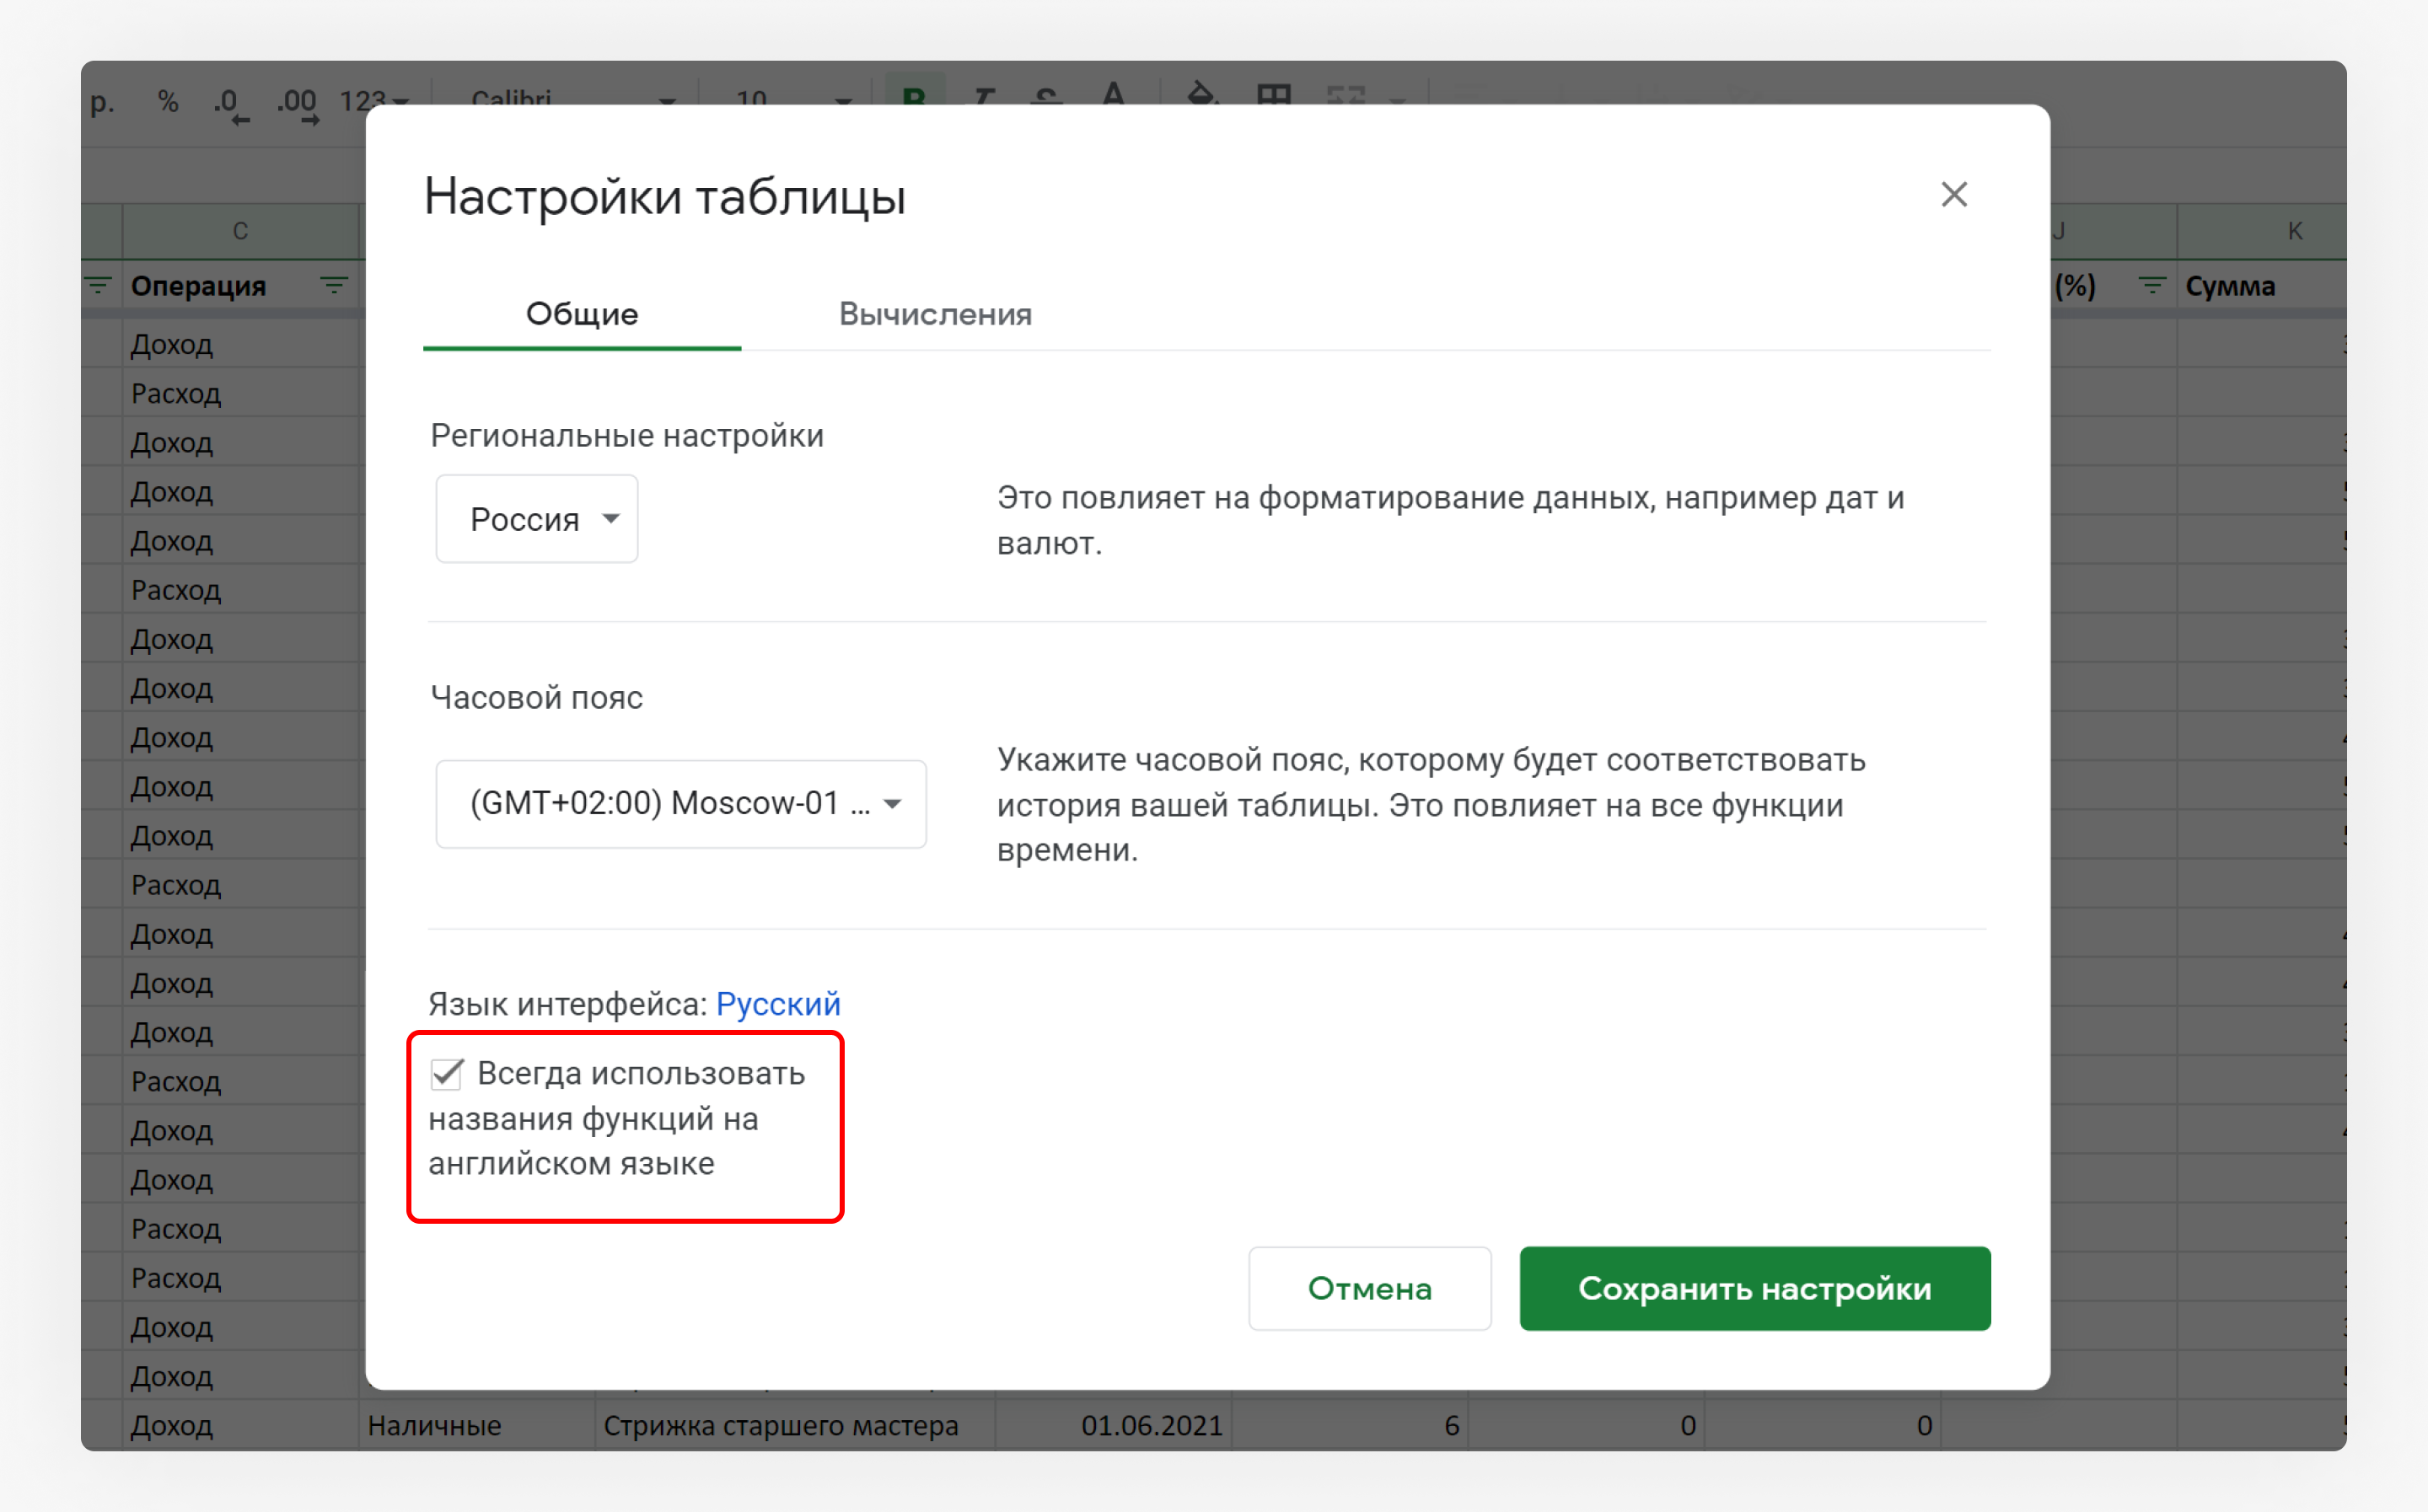 р. % .0 .00 123 Calibri 10
C J K
Операция (%) Сумма
Настройки таблицы
Общие Вычисления
Региональные настройки
Россия
Это повлияет на форматирование данных, например дат и
валют.
Часовой пояс
(GMT+02:00) Moscow-01 ...
Укажите часовой пояс, которому будет соответствовать
история вашей таблицы. Это повлияет на все функции
времени.
Язык интерфейса: Русский
Всегда использовать
названия функций на
английском языке
Отмена Сохранить настройки
Доход
Расход
Доход
Доход
Доход
Расход
Доход
Доход
Доход
Доход
Доход
Расход
Доход
Доход
Доход
Расход
Доход
Доход
Расход
Расход
Доход
Доход
Доход Наличные Стрижка старшего мастера 01.06.2021 6 0 0